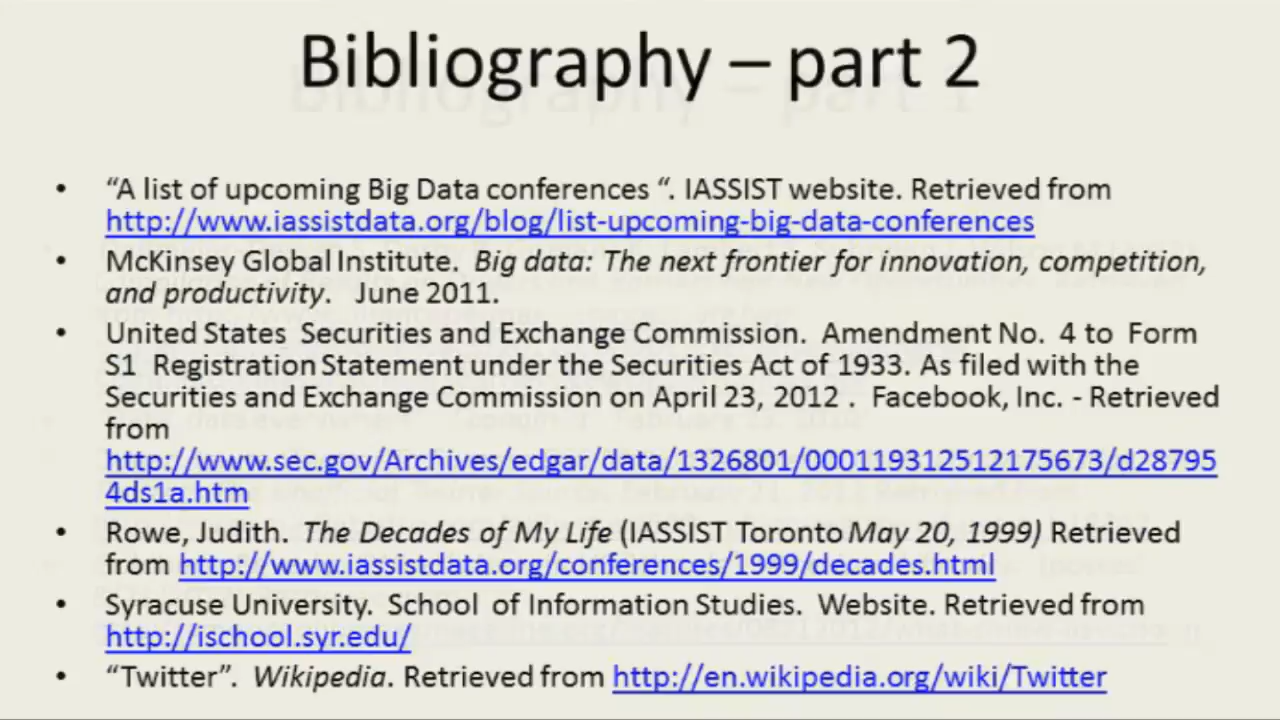 Bibliography – part 2
• “A list of upcoming Big Data conferences “. IASSIST website. Retrieved from
http://www.iassistdata.org/blog/list-upcoming-big-data-conferences
• McKinsey Global Institute. Big data: The next frontier for innovation, competition,
and productivity. June 2011.
• United States Securities and Exchange Commission. Amendment No. 4 to Form
S1 Registration Statement under the Securities Act of 1933. As filed with the
Securities and Exchange Commission on April 23, 2012 . Facebook, Inc. - Retrieved
from
http://www.sec.gov/Archives/edgar/data/1326801/000119312512175673/d28795
4ds1a.htm
• Rowe, Judith. The Decades of My Life (IASSIST Toronto May 20, 1999) Retrieved
from http://www.iassistdata.org/conferences/1999/decades.html
• Syracuse University. School of Information Studies. Website. Retrieved from
http://ischool.syr.edu/
• “Twitter”. Wikipedia. Retrieved from http://en.wikipedia.org/wiki/Twitter